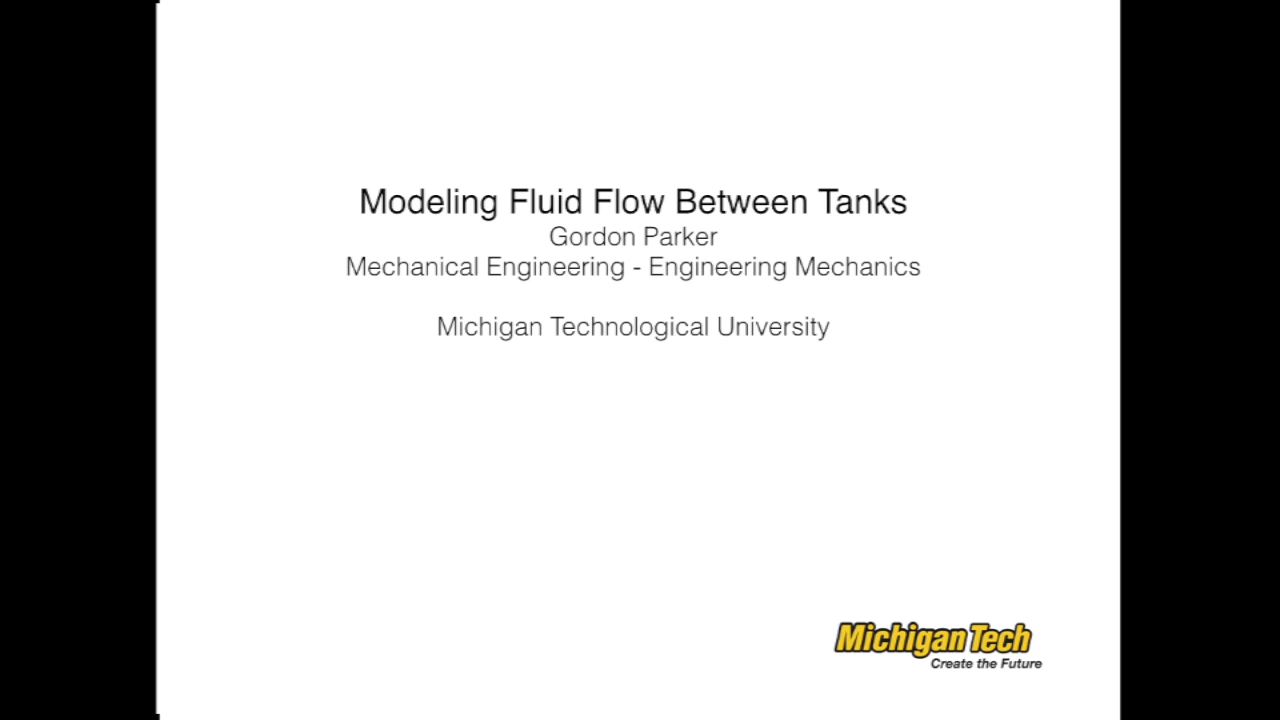 Modeling Fluid Flow Between Tanks
Gordon Parker
Mechanical Engineering - Engineering Mechanics
Michigan Technological University
Michigan Tech
Create the Future